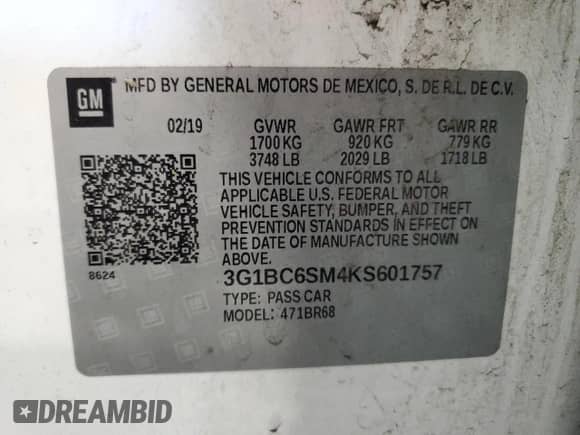 GM
MFD BY GENERAL MOTORS DE MEXICO, S. DE R.L. DE C.V.
02/19 GVWR GAWR FRT GAWR RR
1700 KG 920 KG 779 KG
3748 LB 2029 LB 1718 LB
THIS VEHICLE CONFORMS TO ALL
APPLICABLE U.S. FEDERAL MOTOR
VEHICLE SAFETY, BUMPER, AND THEFT
PREVENTION STANDARDS IN EFFECT ON
THE DATE OF MANUFACTURE SHOWN
ABOVE.
8624
3G1BC6SM4KS601757
TYPE: PASS CAR
MODEL: 471BR68
DREAMBID